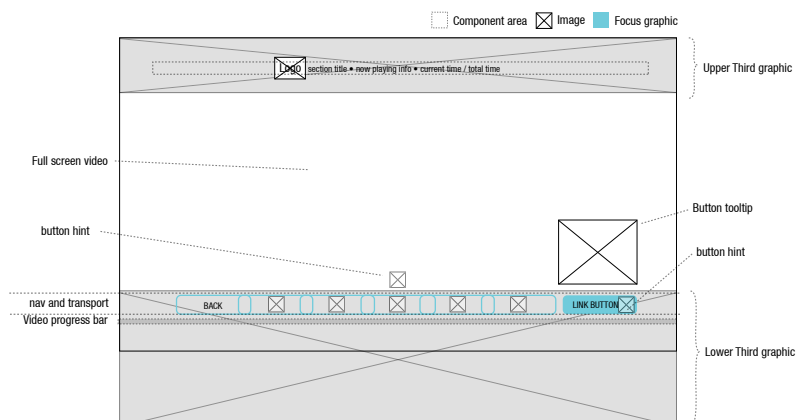 Component area
Image
Focus graphic
Logo section title • now playing info • current time / total time
Upper Third graphic
Full screen video
Button tooltip
button hint
button hint
nav and transport
BACK
LINK BUTTON
Video progress bar
Lower Third graphic